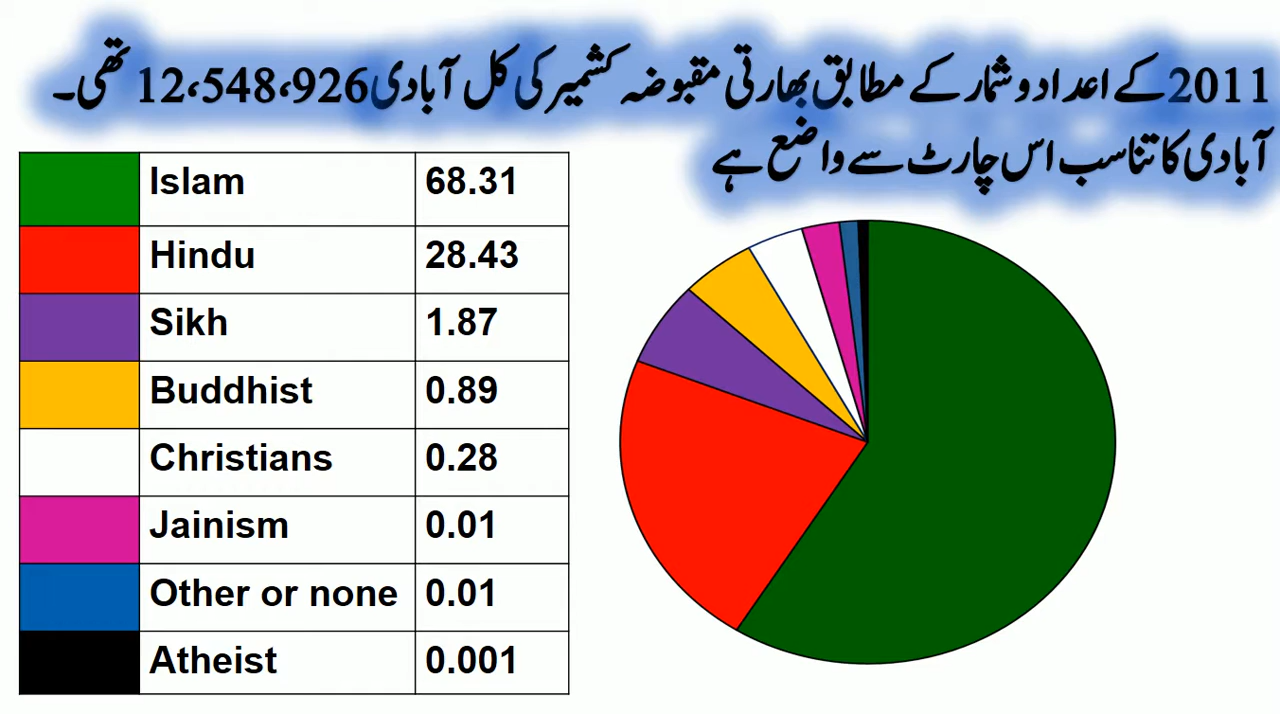 2011 کے اعداد و شمار کے مطابق بھارتی مقبوضہ کشمیر کی کل آبادی 12،548،926 تھی۔
آبادی کا تناسب اس چارٹ سے واضع ہے
Islam 68.31
Hindu 28.43
Sikh 1.87
Buddhist 0.89
Christians 0.28
Jainism 0.01
Other or none 0.01
Atheist 0.001